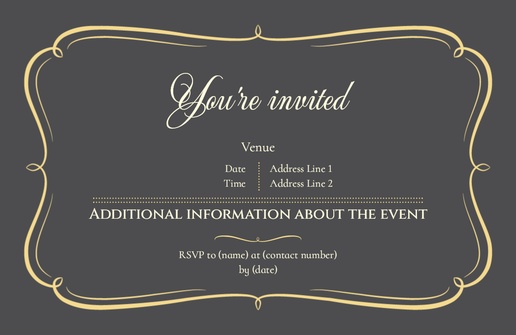 You're invited
Venue
Date Address Line 1
Time Address Line 2
Additional information about the event
RSVP to (name) at (contact number)
by (date)